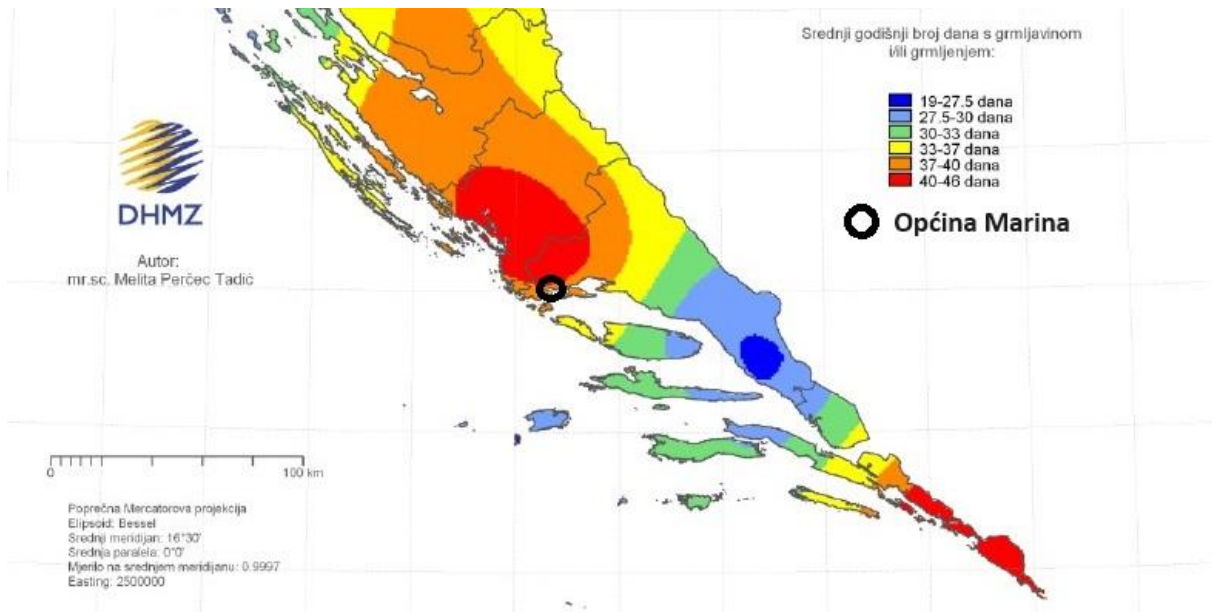 Srednji godišnji broj dana s grmljavinom
i/ili grmljenjem:
19-27.5 dana
27.5-30 dana
30-33 dana
33-37 dana
37-40 dana
40-46 dana
Općina Marina
DHMZ
Autor:
mr.sc. Melita Perčec Tadić
0
100 km
Poprečna Mercatorova projekcija
Elipsoid: Bessel
Srednji meridijan: 16°30'
Srednja paralela: 0°0'
Mjerilo na srednjem meridijanu: 0.9997
Easting: 2500000